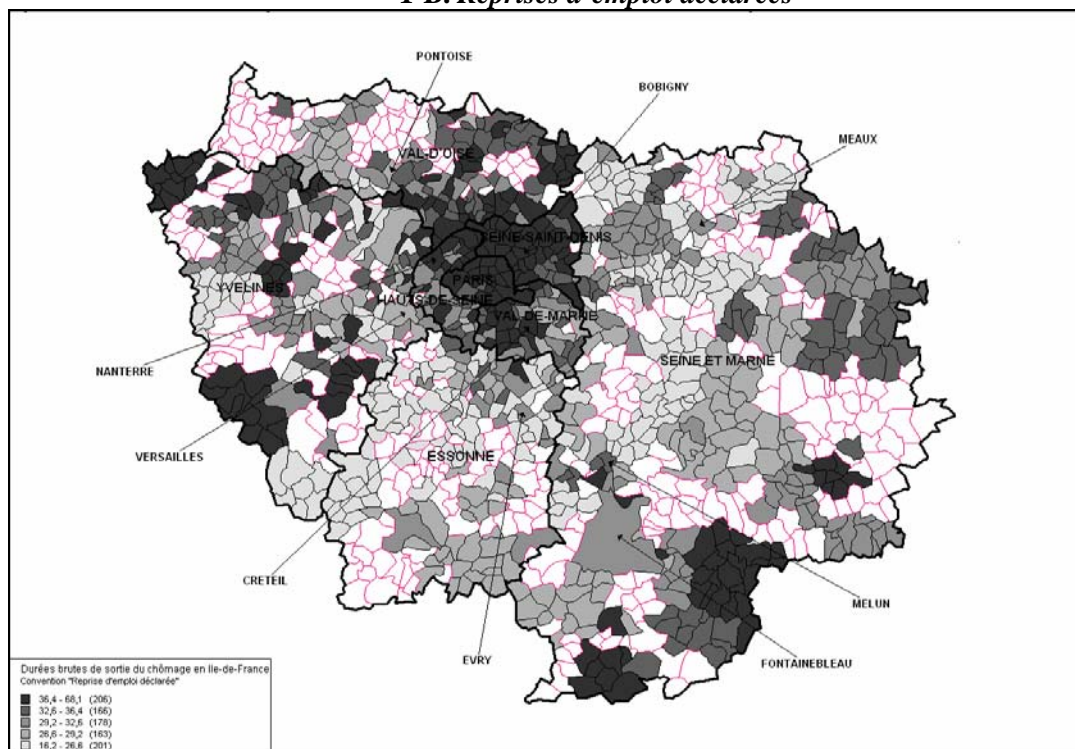 1-B. Reprises d'emploi déclarées
PONTOISE
BOBIGNY
MEAUX
VAL-D'OISE
SEINE-SAINT-DENIS
PARIS
YVELINES
HAUTS-DE-SEINE
VAL-DE-MARNE
SEINE ET MARNE
NANTERRE
VERSAILLES
ESSONNE
CRETEIL
MELUN
EVRY
FONTAINEBLEAU
Durées brutes de sortie du chômage en Ile-de-France
Convention "Reprise d'emploi déclarée"
36,4 - 68,1 (206)
32,6 - 36,4 (166)
29,2 - 32,6 (178)
26,6 - 29,2 (163)
16,2 - 26,6 (201)